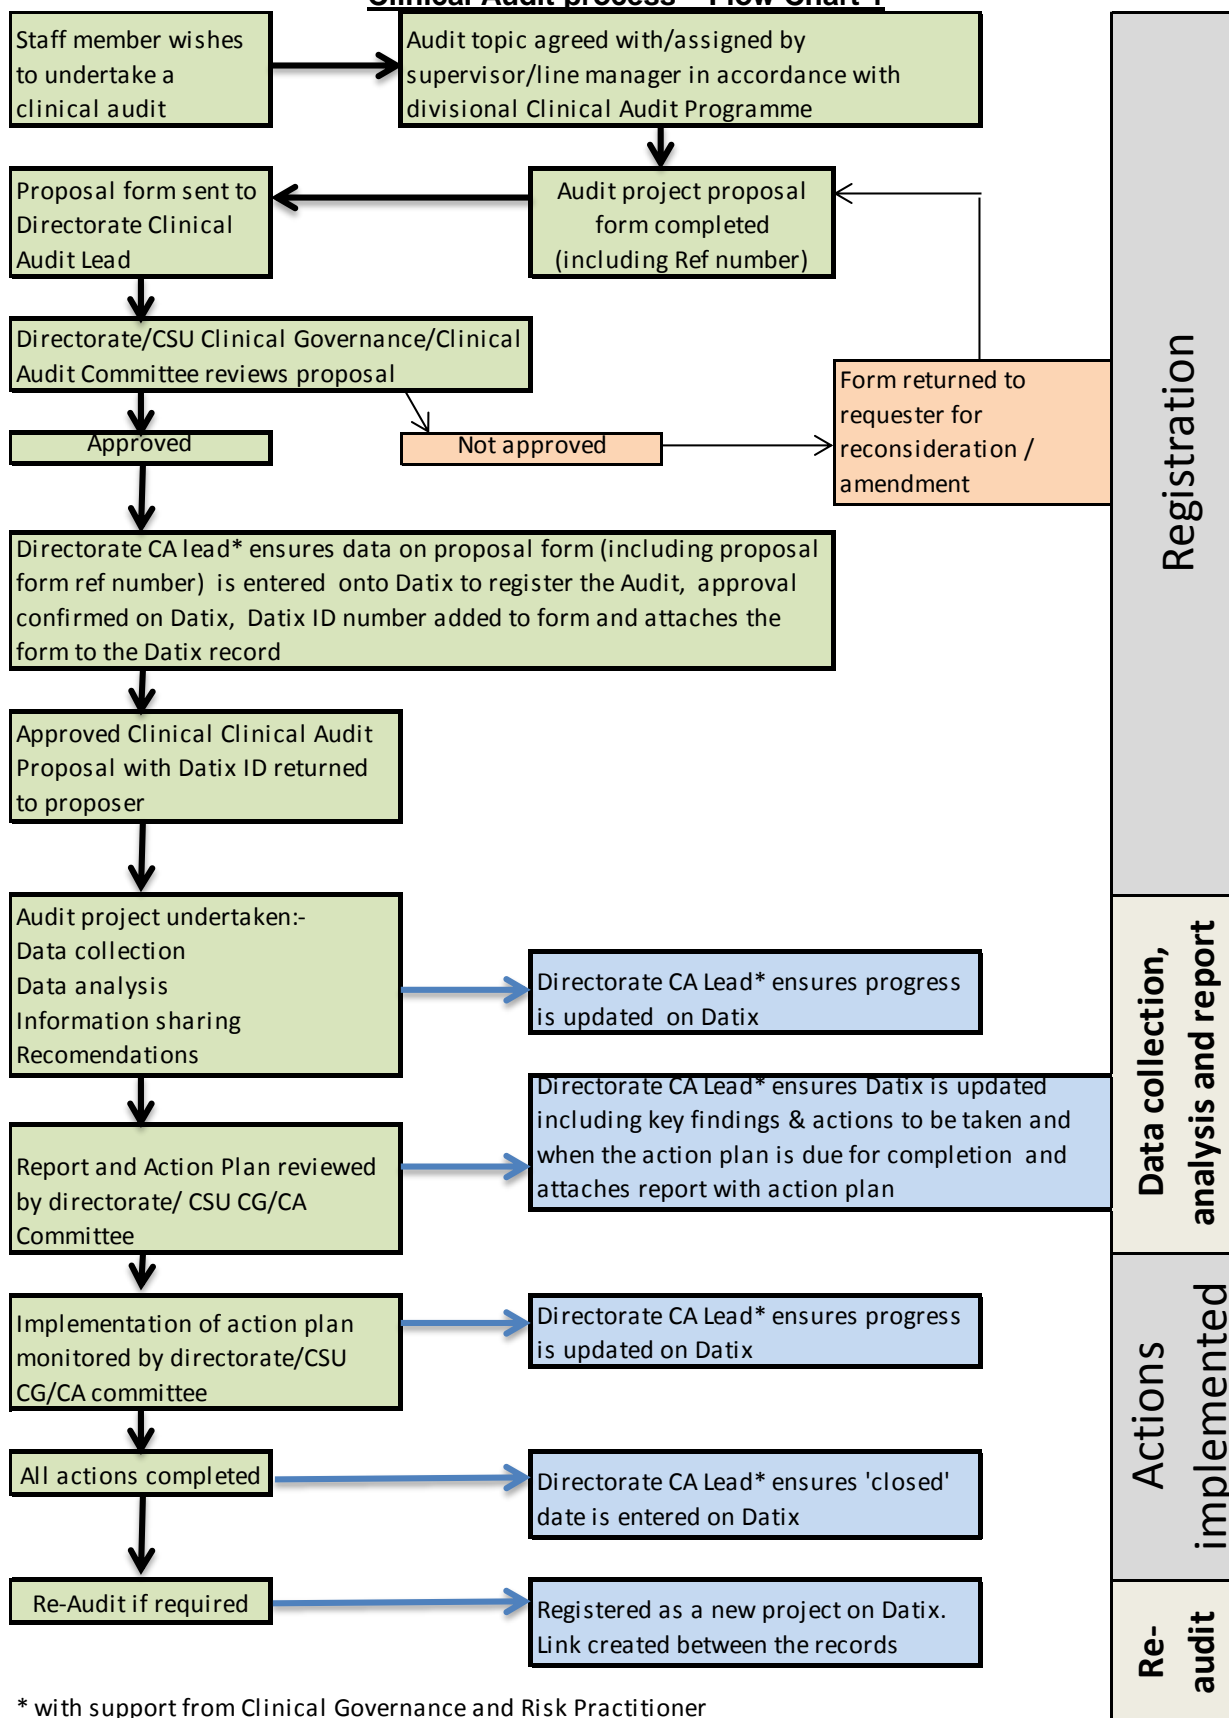 Clinical Audit process – Flow Chart 1
Staff member wishes
to undertake a
clinical audit
Audit topic agreed with/assigned by
supervisor/line manager in accordance with
divisional Clinical Audit Programme
Proposal form sent to
Directorate Clinical
Audit Lead
Audit project proposal
form completed
(including Ref number)
Directorate/CSU Clinical Governance/Clinical
Audit Committee reviews proposal
Approved
Not approved
Form returned to
requester for
reconsideration /
amendment
Registration
Directorate CA lead* ensures data on proposal form (including proposal
form ref number) is entered onto Datix to register the Audit, approval
confirmed on Datix, Datix ID number added to form and attaches the
form to the Datix record
Approved Clinical Clinical Audit
Proposal with Datix ID returned
to proposer
Audit project undertaken:-
Data collection
Data analysis
Information sharing
Recomendations
Directorate CA Lead* ensures progress
is updated on Datix
Data collection,
analysis and report
Report and Action Plan reviewed
by directorate/ CSU CG/CA
Committee
Directorate CA Lead* ensures Datix is updated
including key findings & actions to be taken and
when the action plan is due for completion and
attaches report with action plan
Implementation of action plan
monitored by directorate/CSU
CG/CA committee
Directorate CA Lead* ensures progress
is updated on Datix
Actions
implemented
All actions completed
Directorate CA Lead* ensures 'closed'
date is entered on Datix
Re-Audit if required
Registered as a new project on Datix.
Link created between the records
Re-
audit
* with support from Clinical Governance and Risk Practitioner